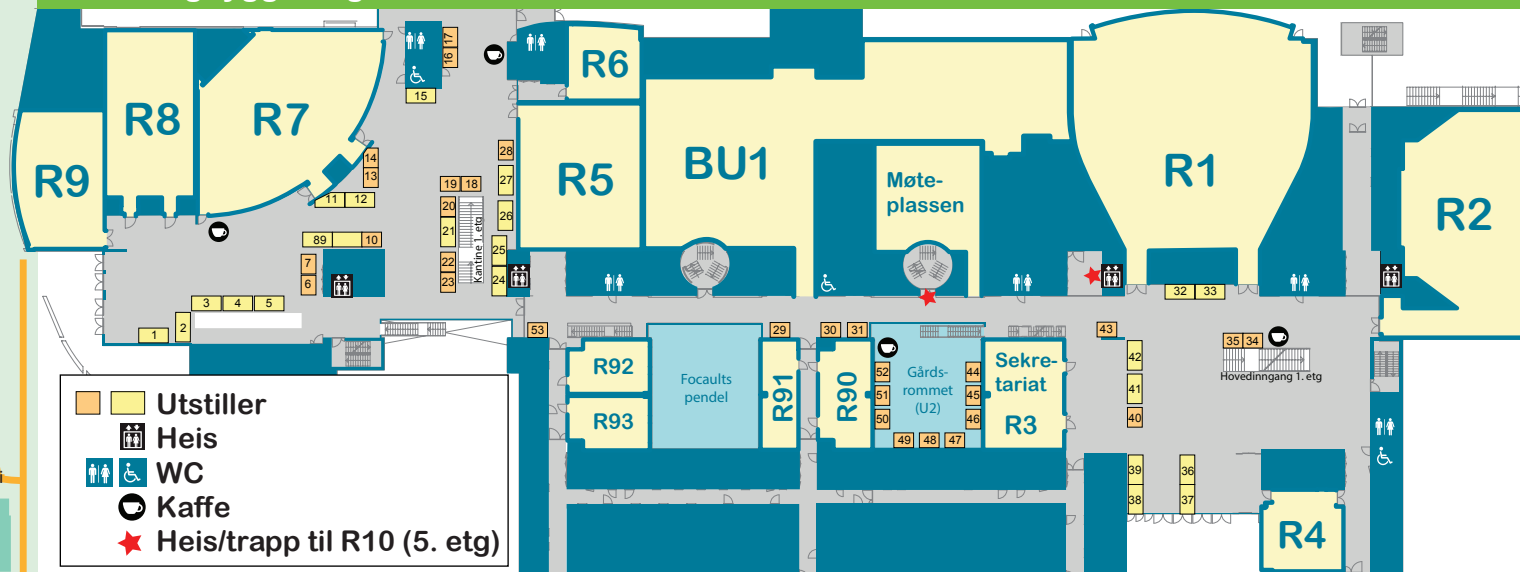 R8
R7
R9
17
16
15
14
13
11 12
89 10
7
6
3 4 5
2
1
R6
R5
28
27
26
25
24
19 18
20
21
22
23
Kantine 1. etg
BU1
Møte-
plassen
R1
R2
32 33
53
29
30 31
43
35 34
Hovedinngang 1. etg
42
41
40
39
38
36
37
R4
R92
R93
Focaults
pendel
R91
R90
52
51
50
49 48 47
44
45
46
Gårds-
rommet
(U2)
Sekre-
tariat
R3
Utstiller
Heis
WC
Kaffe
Heis/trapp til R10 (5. etg)